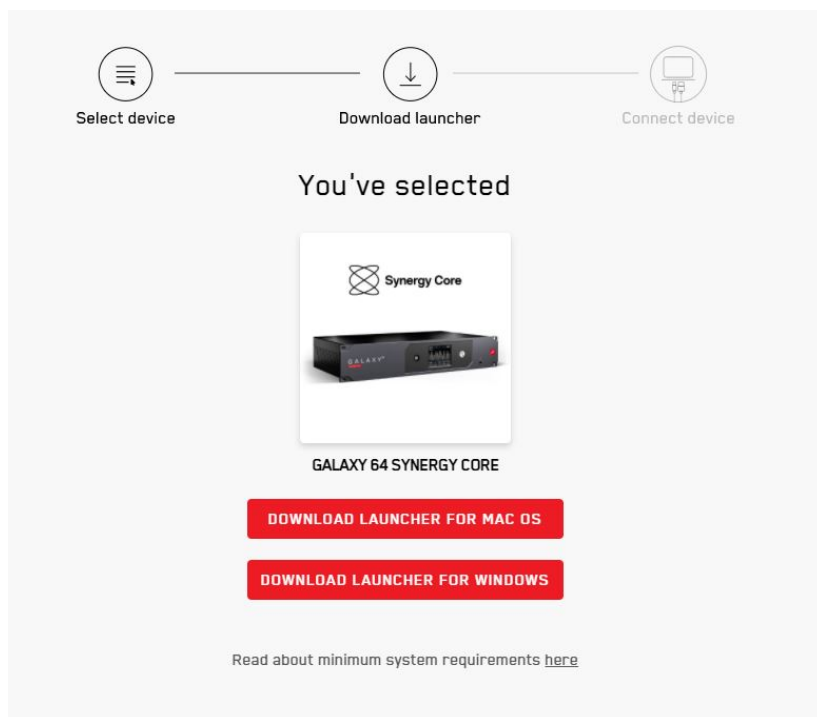 Select device
Download launcher
Connect device
You've selected
Synergy Core
GALAXY
GALAXY 64 SYNERGY CORE
DOWNLOAD LAUNCHER FOR MAC OS
DOWNLOAD LAUNCHER FOR WINDOWS
Read about minimum system requirements here